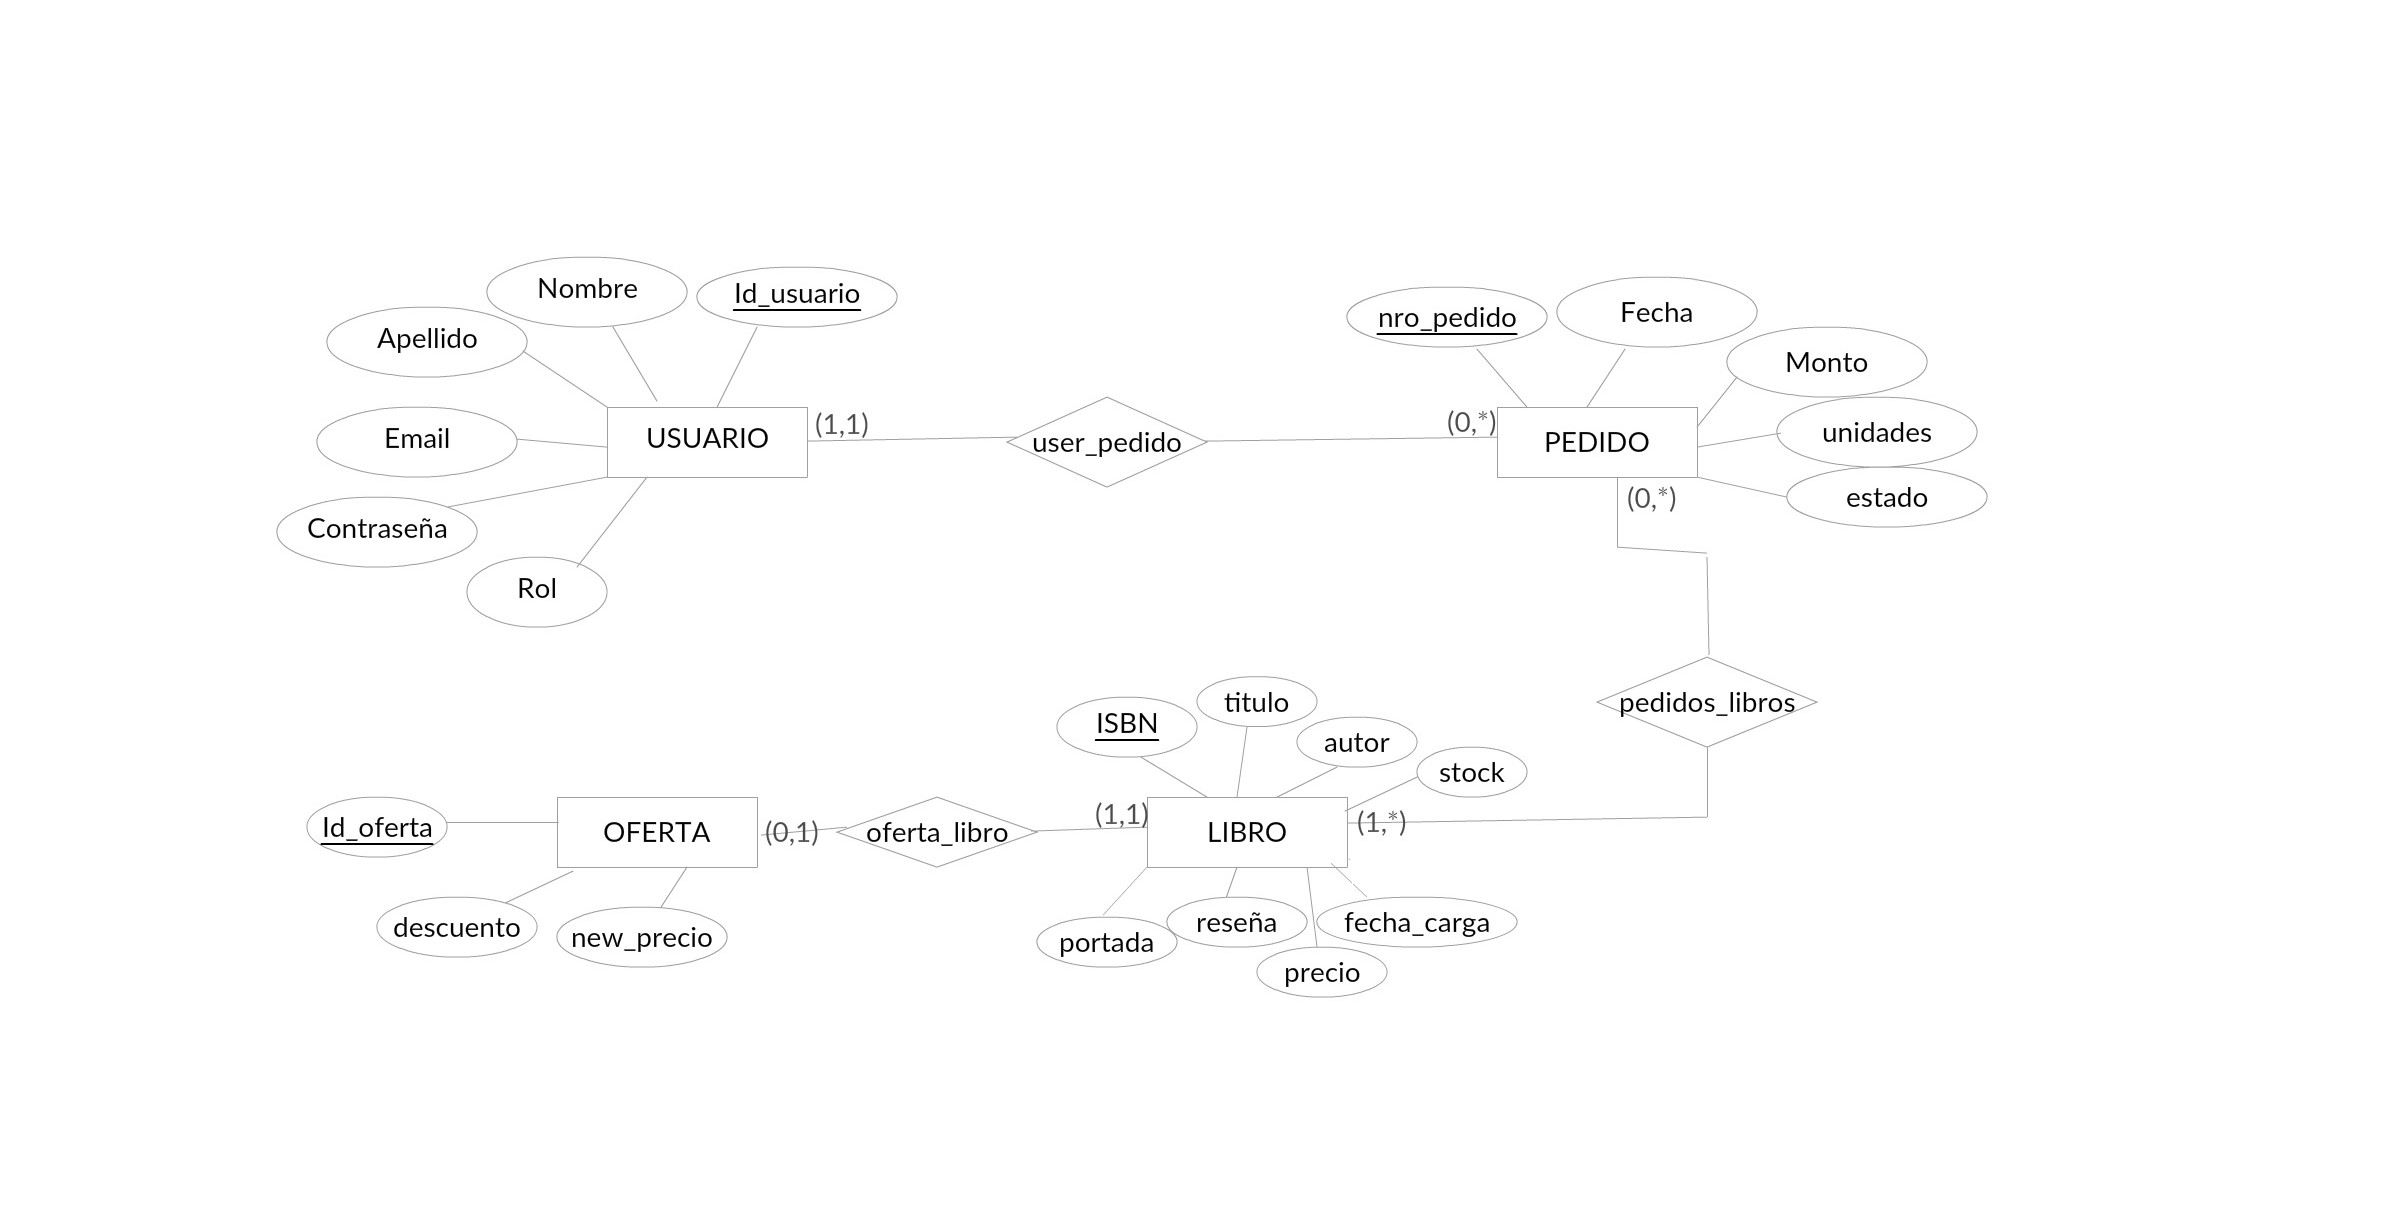 Nombre
Id_usuario
Apellido
Email
USUARIO
Contraseña
Rol
(1,1)
user_pedido
(0,*)
nro_pedido
Fecha
Monto
PEDIDO
unidades
estado
(0,*)
pedidos_libros
ISBN
titulo
autor
stock
Id_oferta
OFERTA
(0,1)
oferta_libro
(1,1)
LIBRO
(1,*)
descuento
new_precio
portada
reseña
fecha_carga
precio